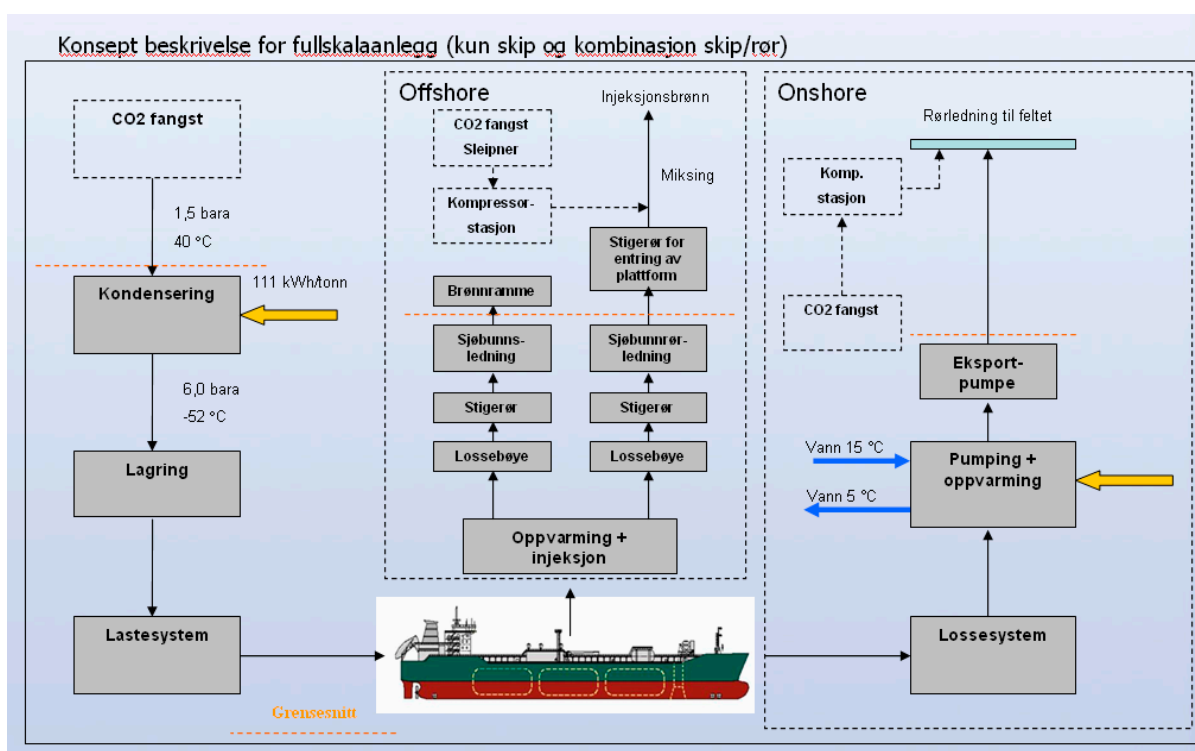 Konsept beskrivelse for fullskalaanlegg (kun skip og kombinasjon skip/rør)
CO2 fangst
1,5 bara
40 °C
Kondensering
111 kWh/tonn
6,0 bara
-52 °C
Lagring
Lastesystem
Grensesnitt
Offshore
CO2 fangst
Sleipner
Kompressor-
stasjon
Injeksjonsbrønn
Miksing
Stigerør for
entring av
plattform
Brønnramme
Sjøbunns-
ledning
Sjøbunnrør-
ledning
Stigerør
Stigerør
Lossebøye
Lossebøye
Oppvarming +
injeksjon
Onshore
Rørledning til feltet
Komp.
stasjon
CO2 fangst
Eksport-
pumpe
Vann 15 °C
Vann 5 °C
Pumping +
oppvarming
Lossesystem